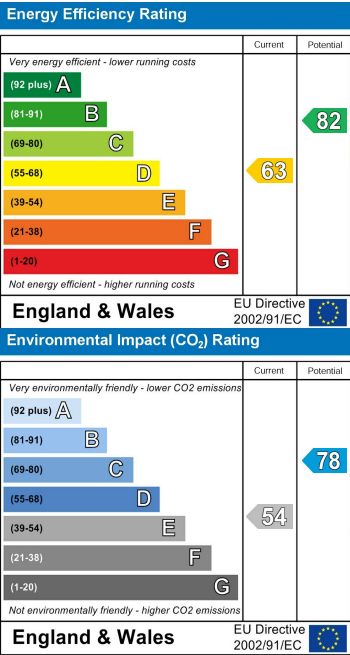 Energy Efficiency Rating
Current Potential
Very energy efficient - lower running costs
(92 plus) A
(81-91) B
82
(69-80) C
(55-68) D
63
(39-54) E
(21-38) F
(1-20) G
Not energy efficient - higher running costs
England & Wales
EU Directive
2002/91/EC
Environmental Impact (CO₂) Rating
Current Potential
Very environmentally friendly - lower CO2 emissions
(92 plus) A
(81-91) B
(69-80) C
78
(55-68) D
(39-54) E
54
(21-38) F
(1-20) G
Not environmentally friendly - higher CO2 emissions
England & Wales
EU Directive
2002/91/EC